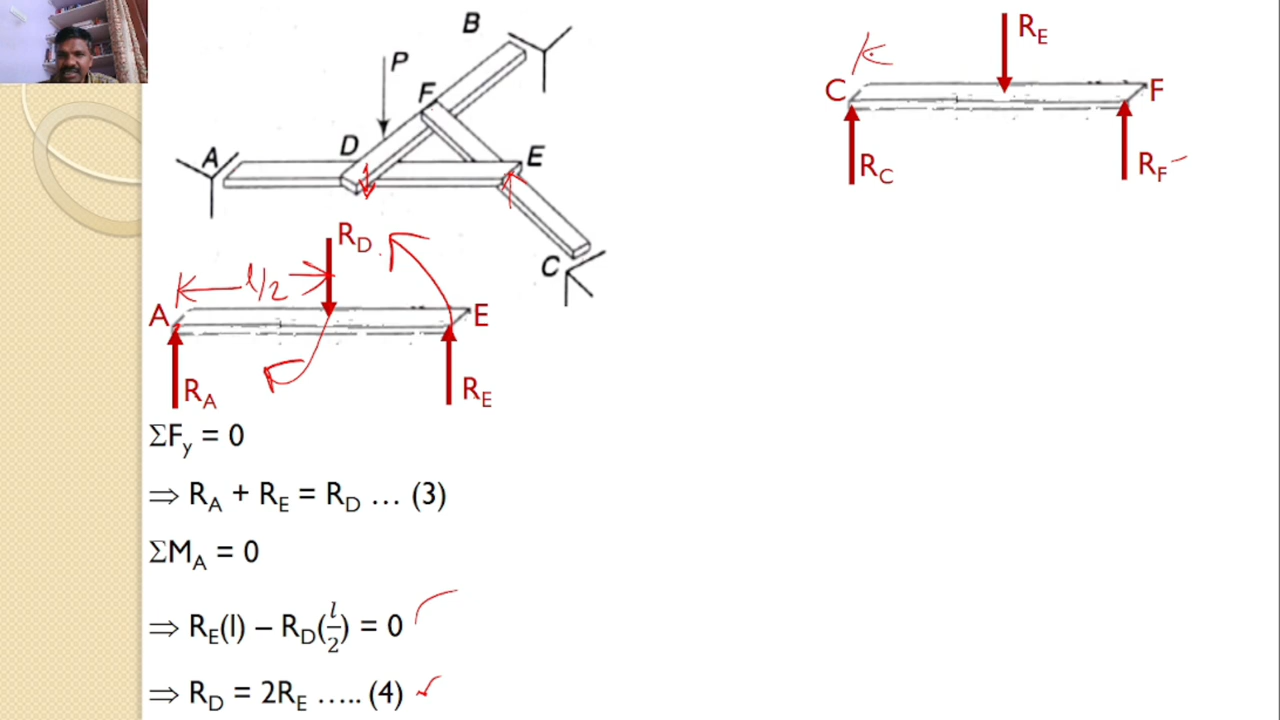 B
P
F
D
A
E
C
R_D
l/2
A
E
R_A
R_E
ΣF_y = 0
⇒ R_A + R_E = R_D … (3)
ΣM_A = 0
⇒ R_E(l) – R_D(l/2) = 0
⇒ R_D = 2R_E ….. (4)
R_E
C
F
R_C
R_F